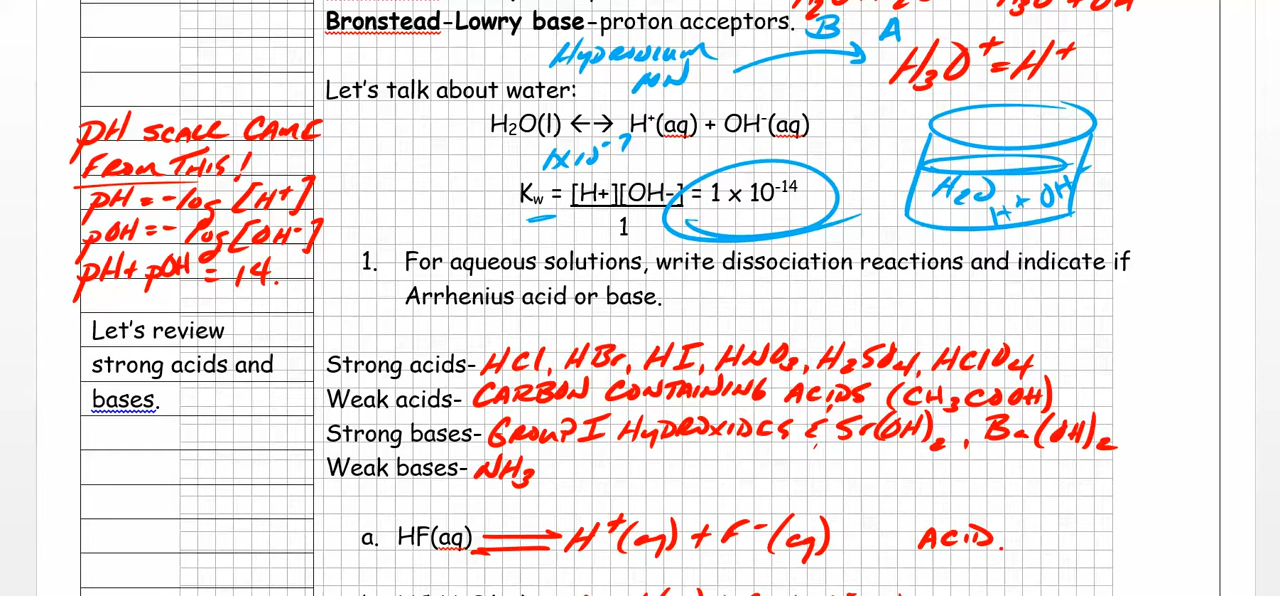 Bronstead-Lowry base-proton acceptors. B A
Hydronium
H₃O⁺ = H⁺
Let's talk about water:
H₂O(l) ←→ H⁺(aq) + OH⁻(aq)
1x10⁻⁷
Kw = [H+][OH-] = 1 x 10⁻¹⁴
1
H₂O
H⁺ OH⁻
pH SCALE CAME
FROM THIS!
pH = -log [H⁺]
pOH = -log [OH⁻]
pH + pOH = 14.
1. For aqueous solutions, write dissociation reactions and indicate if
Arrhenius acid or base.
Let's review
strong acids and
bases.
Strong acids- HCl, HBr, HI, HNO₃, H₂SO₄, HClO₄
Weak acids- CARBON CONTAINING ACIDS (CH₃COOH)
Strong bases- GROUP I HYDROXIDES & Sr(OH)₂, Ba(OH)₂
Weak bases- NH₃
a. HF(aq) ⇌ H⁺(aq) + F⁻(aq) ACID.